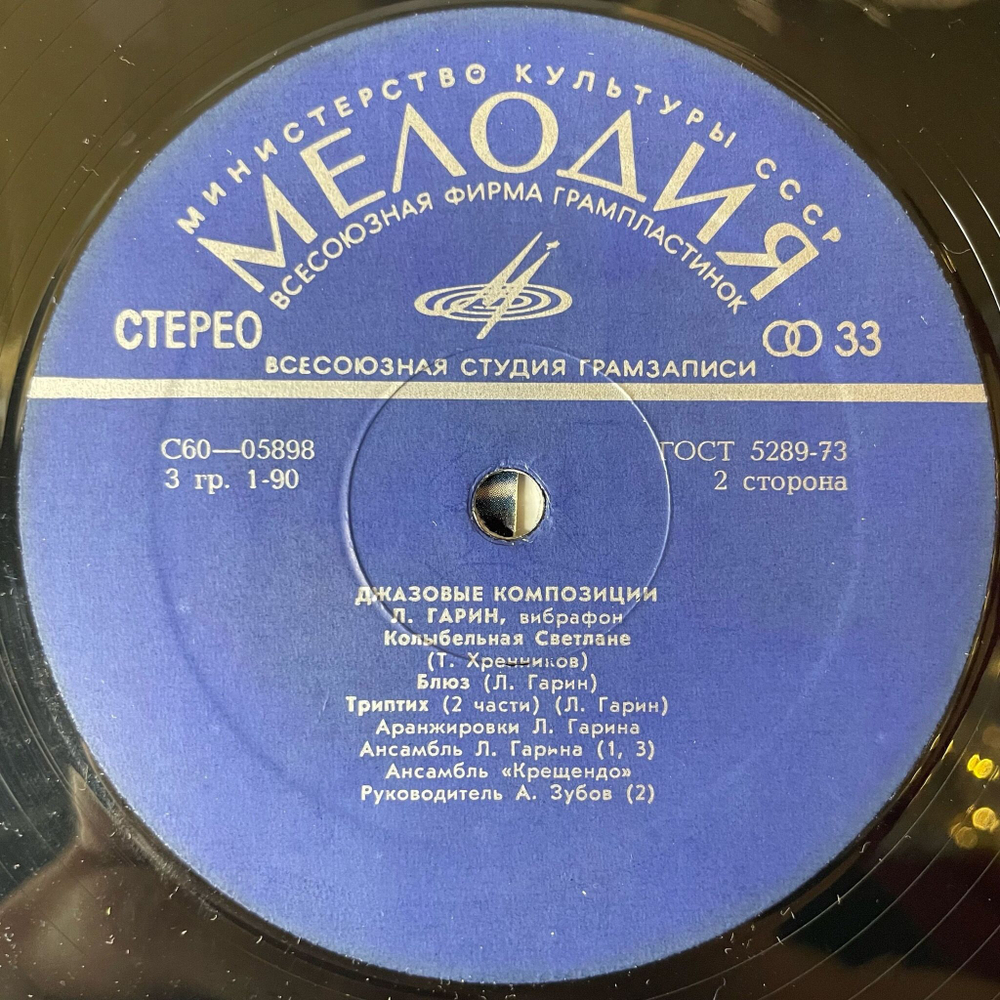 МИНИСТЕРСТВО КУЛЬТУРЫ СССР
МЕЛОДИЯ
ВСЕСОЮЗНАЯ ФИРМА ГРАМПЛАСТИНОК
СТЕРЕО
33
ВСЕСОЮЗНАЯ СТУДИЯ ГРАМЗАПИСИ
С60—05898
ГОСТ 5289-73
3 гр. 1-90
2 сторона
ДЖАЗОВЫЕ КОМПОЗИЦИИ
Л. ГАРИН, вибрафон
Колыбельная Светлане
(Т. Хренников)
Блюз (Л. Гарин)
Триптих (2 части) (Л. Гарин)
Аранжировки Л. Гарина
Ансамбль Л. Гарина (1, 3)
Ансамбль «Крещендо»
Руководитель А. Зубов (2)